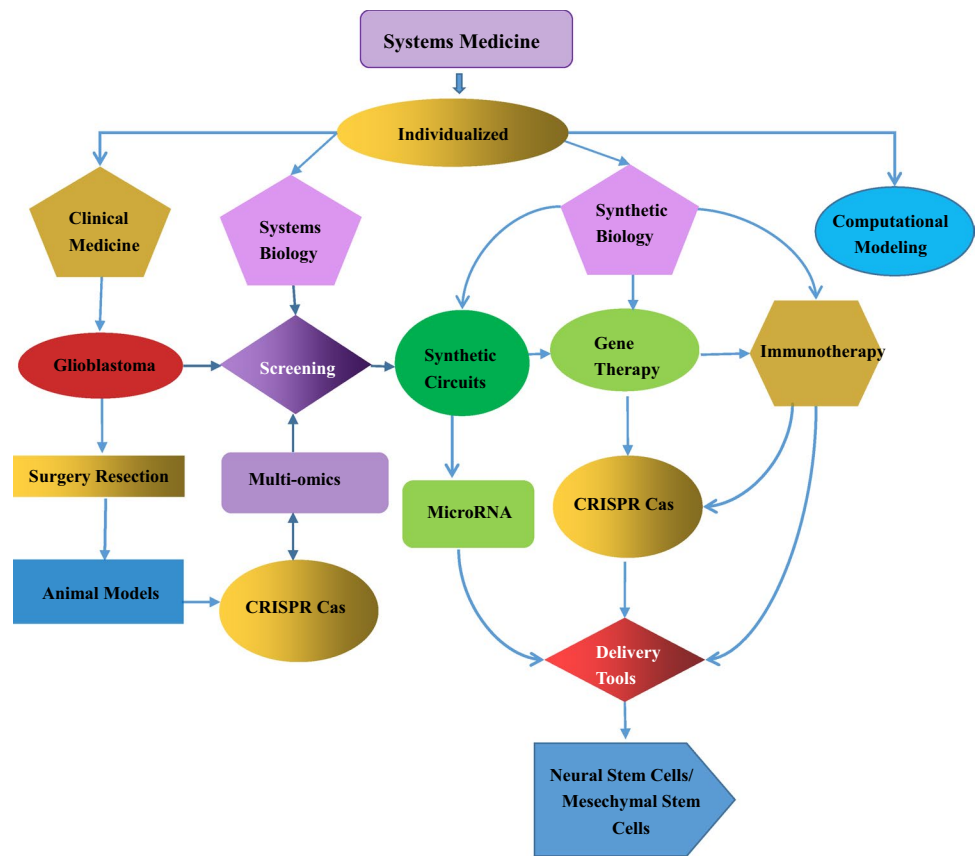 Systems Medicine
Individualized
Clinical
Medicine
Systems
Biology
Synthetic
Biology
Computational
Modeling
Glioblastoma
Screening
Synthetic
Circuits
Gene
Therapy
Immunotherapy
Surgery Resection
Multi-omics
MicroRNA
CRISPR Cas
Animal Models
CRISPR Cas
Delivery
Tools
Neural Stem Cells/
Mesechymal Stem
Cells